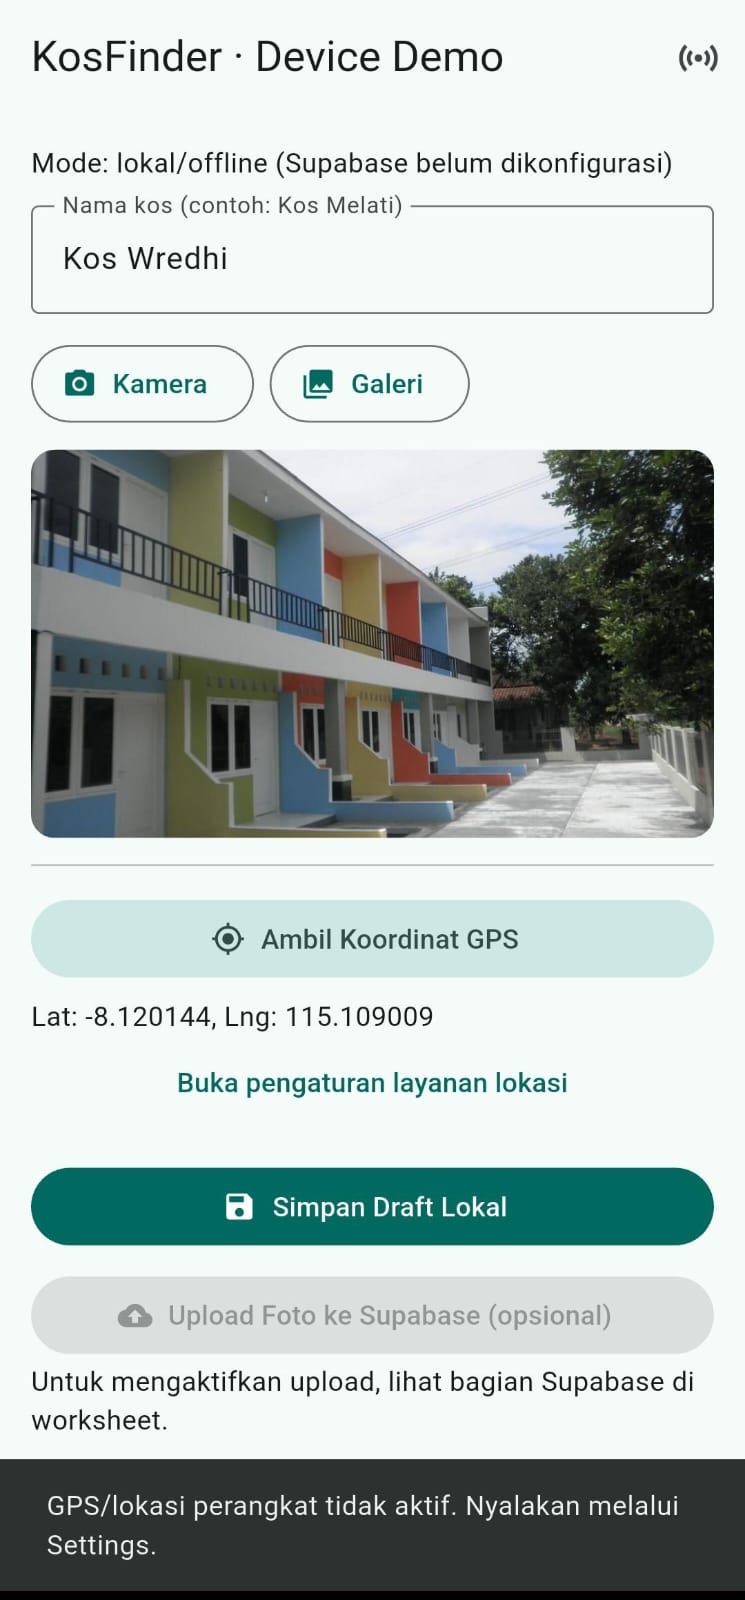 KosFinder · Device Demo
Mode: lokal/offline (Supabase belum dikonfigurasi)
Nama kos (contoh: Kos Melati)
Kos Wredhi
Kamera
Galeri
Ambil Koordinat GPS
Lat: -8.120144, Lng: 115.109009
Buka pengaturan layanan lokasi
Simpan Draft Lokal
Upload Foto ke Supabase (opsional)
Untuk mengaktifkan upload, lihat bagian Supabase di
worksheet.
GPS/lokasi perangkat tidak aktif. Nyalakan melalui
Settings.